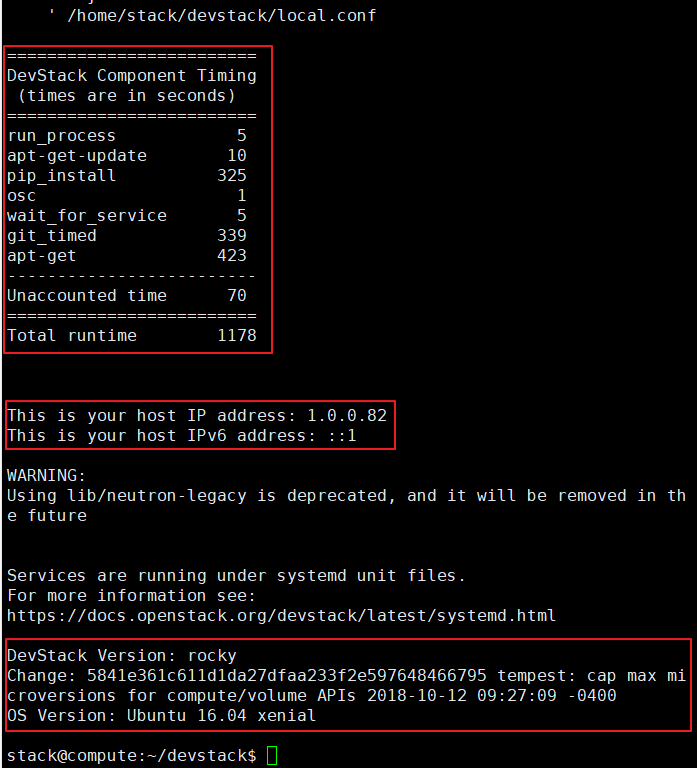 ' /home/stack/devstack/local.conf
=========================
DevStack Component Timing
 (times are in seconds)
=========================
run_process            5
apt-get-update        10
pip_install          325
osc                    1
wait_for_service       5
git_timed            339
apt-get              423
-------------------------
Unaccounted time      70
=========================
Total runtime        1178
This is your host IP address: 1.0.0.82
This is your host IPv6 address: ::1
WARNING:
Using lib/neutron-legacy is deprecated, and it will be removed in th
e future
Services are running under systemd unit files.
For more information see:
https://docs.openstack.org/devstack/latest/systemd.html
DevStack Version: rocky
Change: 5841e361c611d1da27dfaa233f2e597648466795 tempest: cap max mi
croversions for compute/volume APIs 2018-10-12 09:27:09 -0400
OS Version: Ubuntu 16.04 xenial
stack@compute:~/devstack$